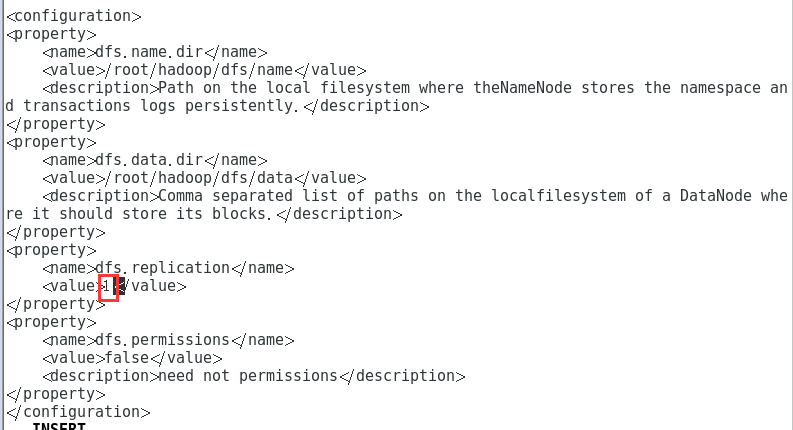 <configuration>
<property>
    <name>dfs.name.dir</name>
    <value>/root/hadoop/dfs/name</value>
    <description>Path on the local filesystem where theNameNode stores the namespace an
d transactions logs persistently.</description>
</property>
<property>
    <name>dfs.data.dir</name>
    <value>/root/hadoop/dfs/data</value>
    <description>Comma separated list of paths on the localfilesystem of a DataNode whe
re it should store its blocks.</description>
</property>
<property>
    <name>dfs.replication</name>
    <value>1</value>
</property>
<property>
    <name>dfs.permissions</name>
    <value>false</value>
    <description>need not permissions</description>
</property>
</configuration>
INSERT